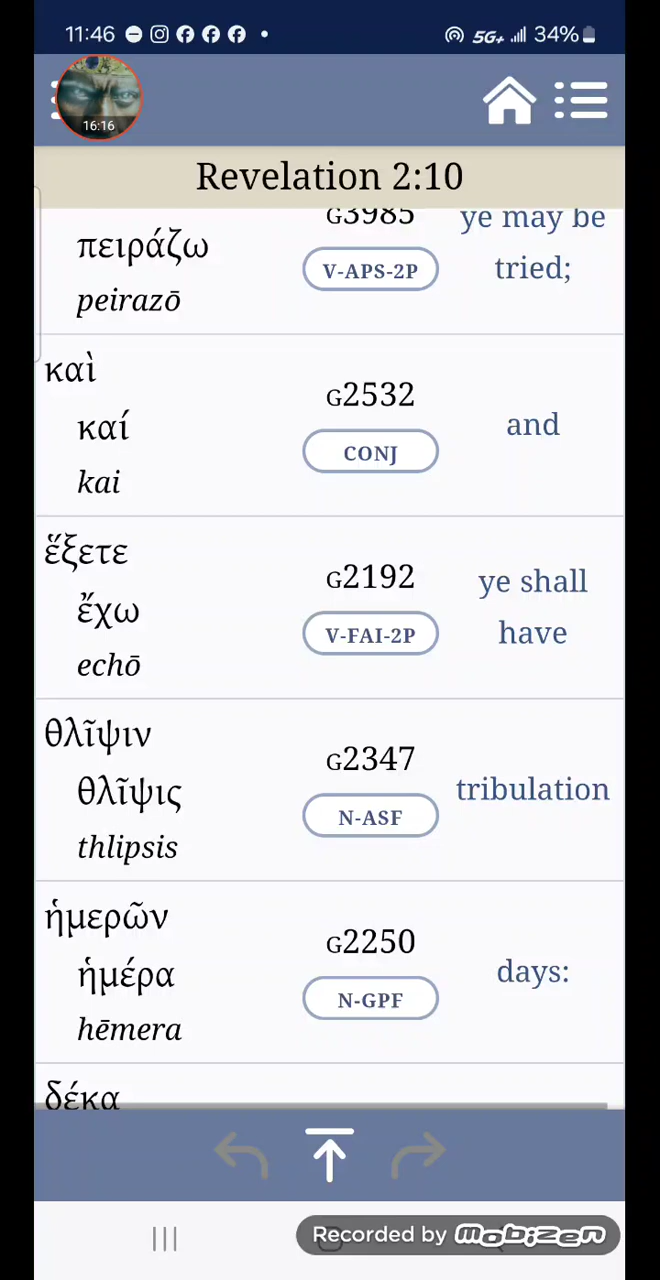 11:46 5G+ 34%
16:16
Revelation 2:10
G3985 ye may be
πειράζω V-APS-2P tried;
peirazō
καὶ
G2532
καί and
CONJ
kai
ἕξετε
G2192 ye shall
ἔχω
V-FAI-2P have
echō
θλῖψιν
G2347
θλῖψις tribulation
N-ASF
thlipsis
ἡμερῶν
G2250
ἡμέρα days:
N-GPF
hēmera
δέκα
Recorded by Mobizen